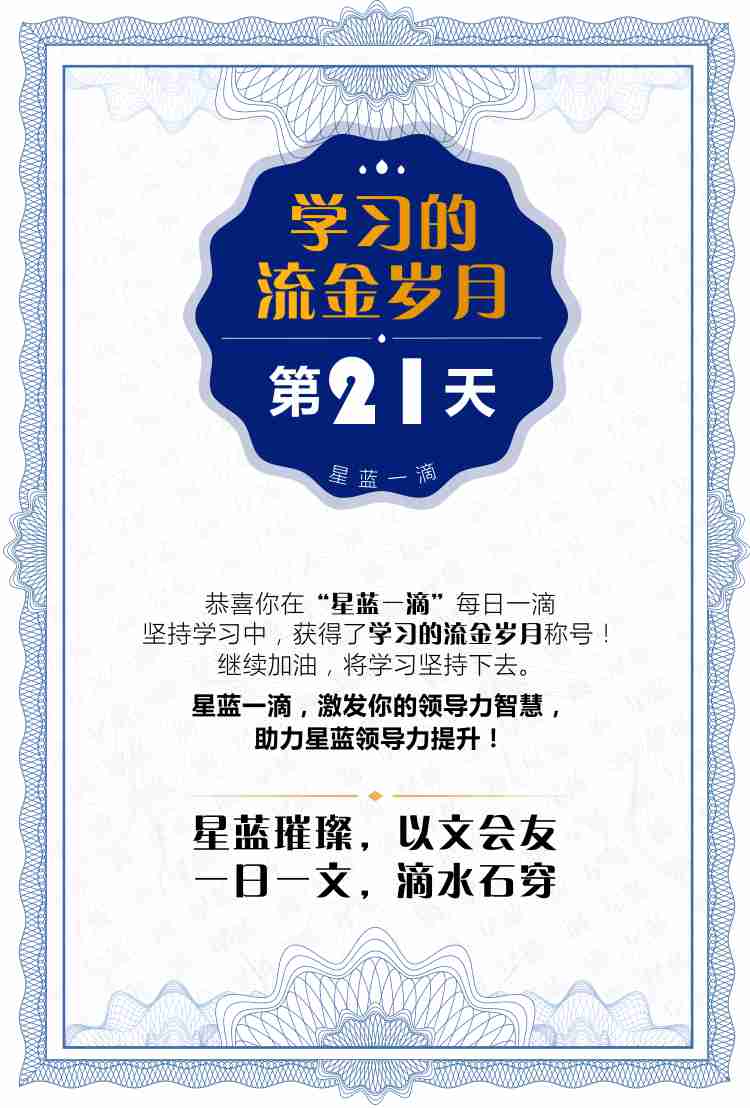 学习的
流金岁月
第21天
星蓝一滴
恭喜你在“星蓝一滴”每日一滴
坚持学习中，获得了学习的流金岁月称号！
继续加油，将学习坚持下去。
星蓝一滴，激发你的领导力智慧，
助力星蓝领导力提升！
星蓝璀璨，以文会友
一日一文，滴水石穿